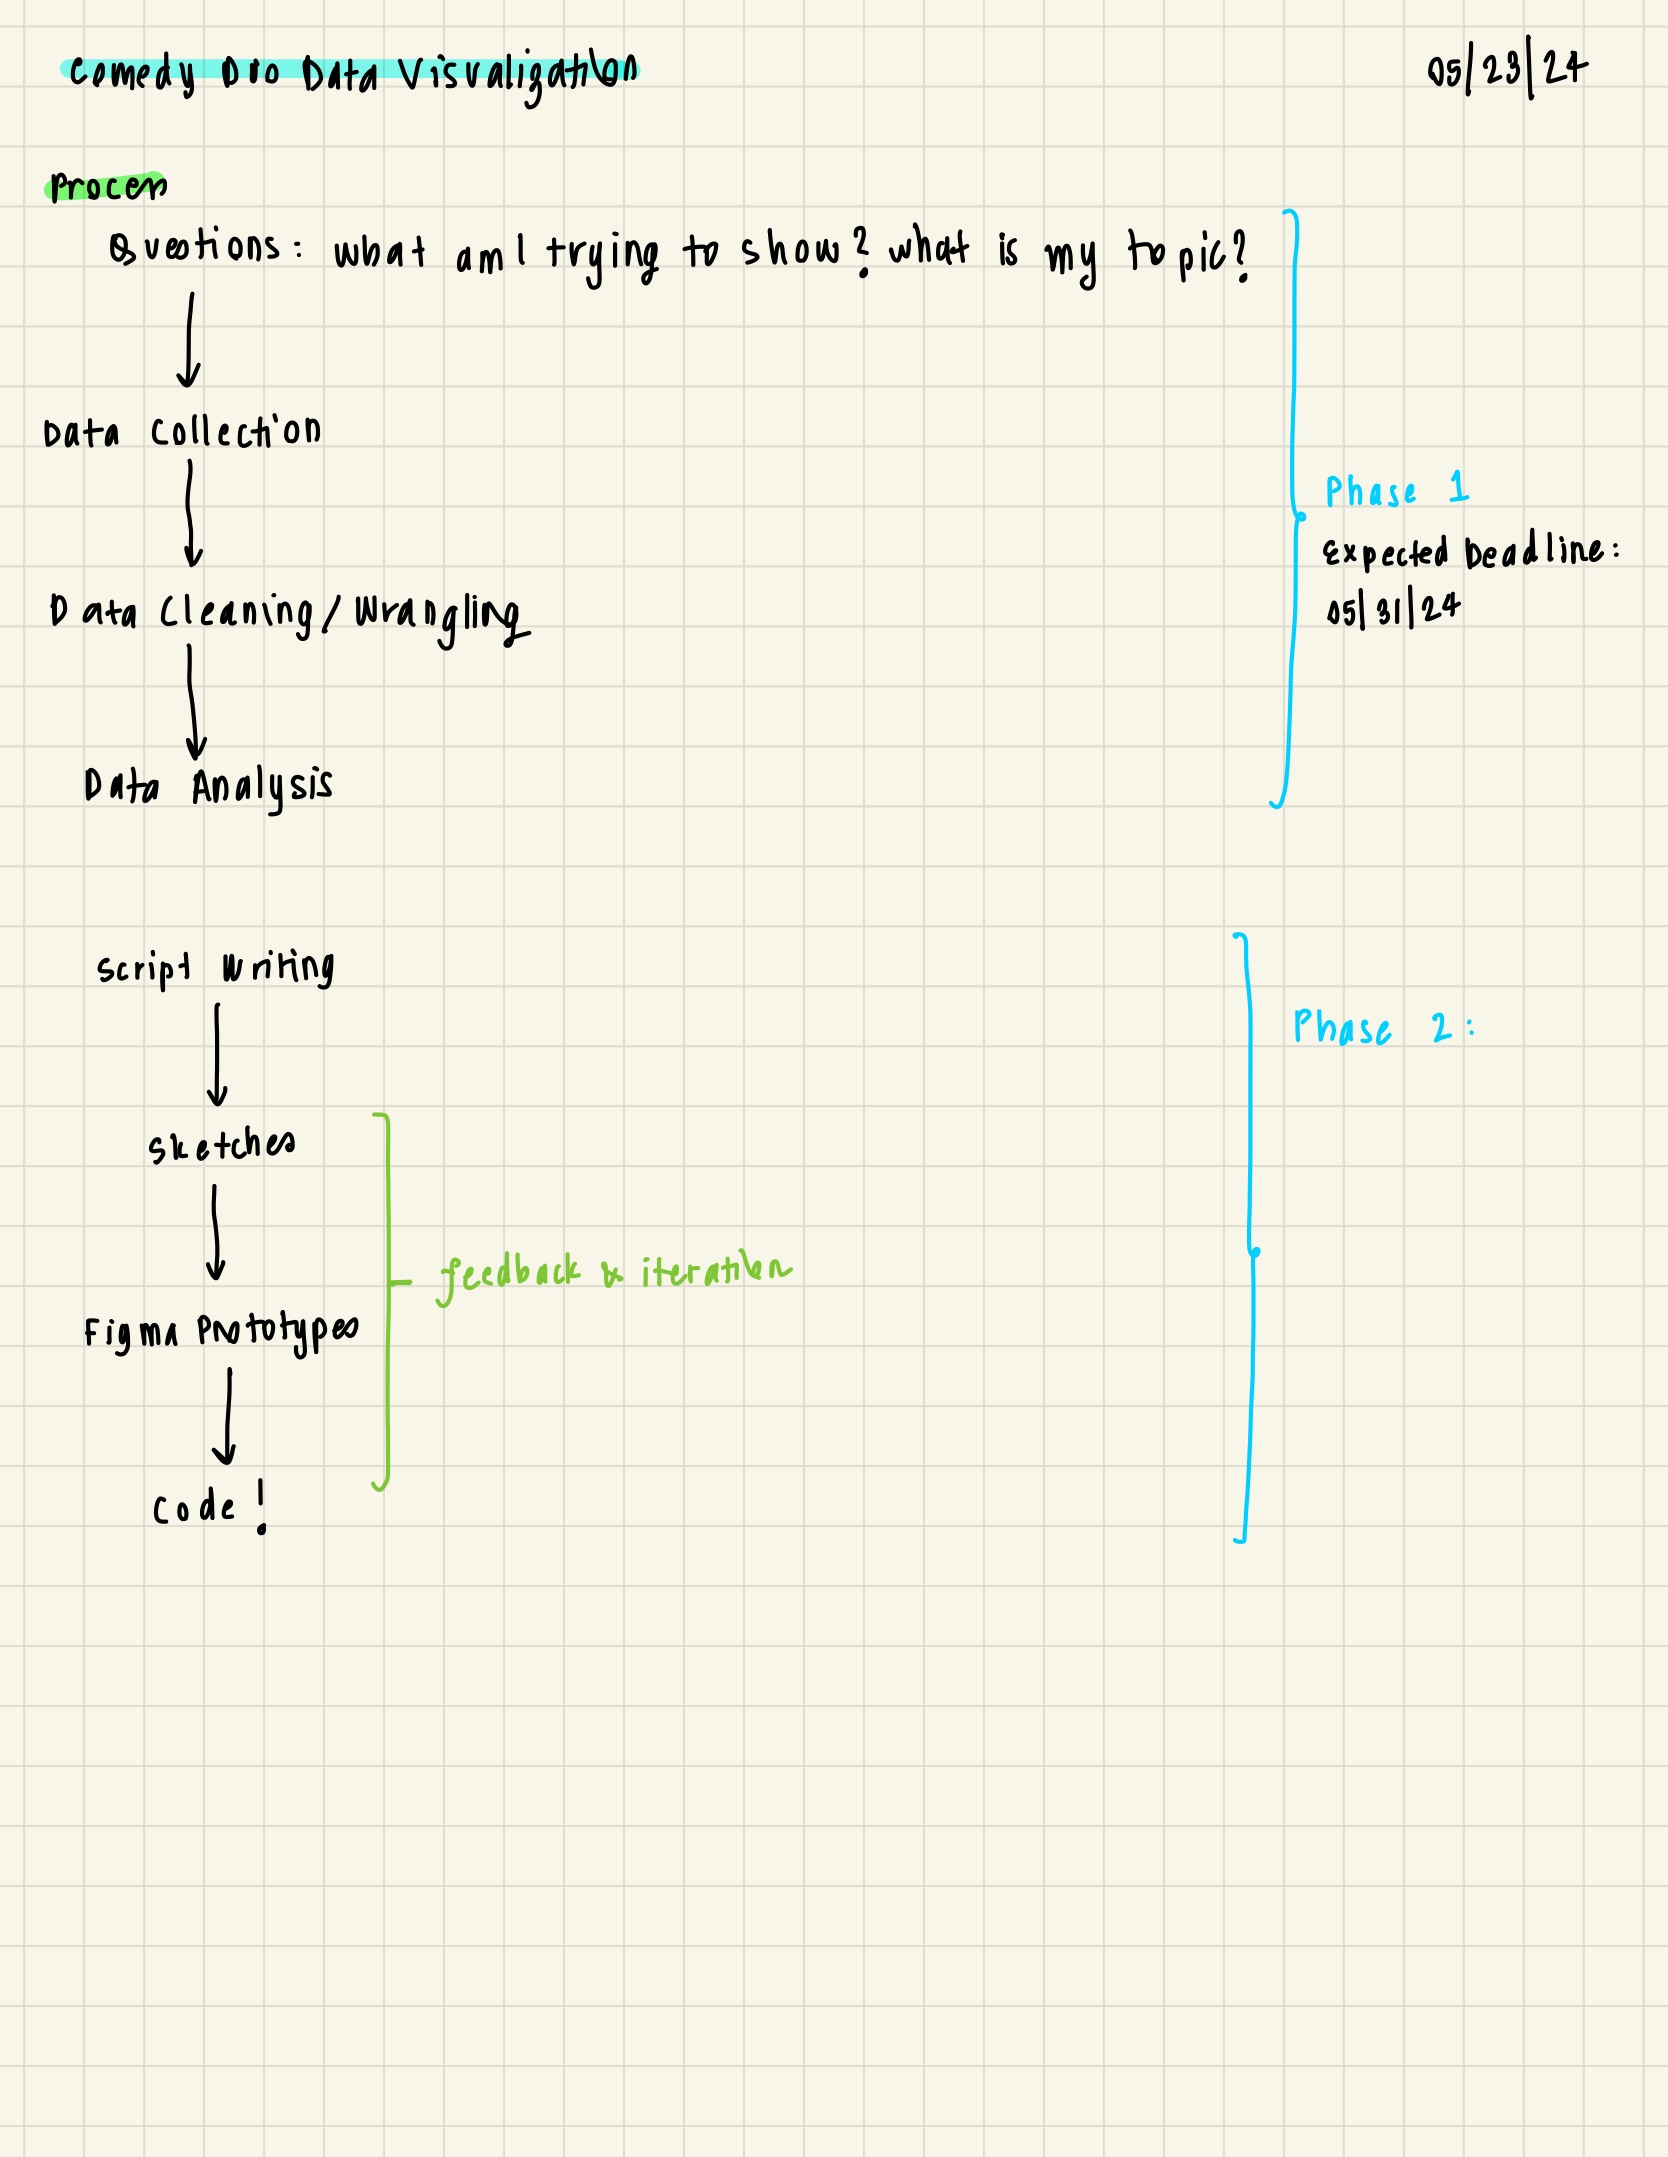 Comedy Duo Data Visualization
05/23/24
Process
Questions: what am I trying to show? what is my topic?
Data Collection
Phase 1
Expected Deadline:
05/31/24
Data Cleaning/Wrangling
Data Analysis
Script Writing
Phase 2:
Sketches
feedback & iteration
Figma Prototypes
Code!